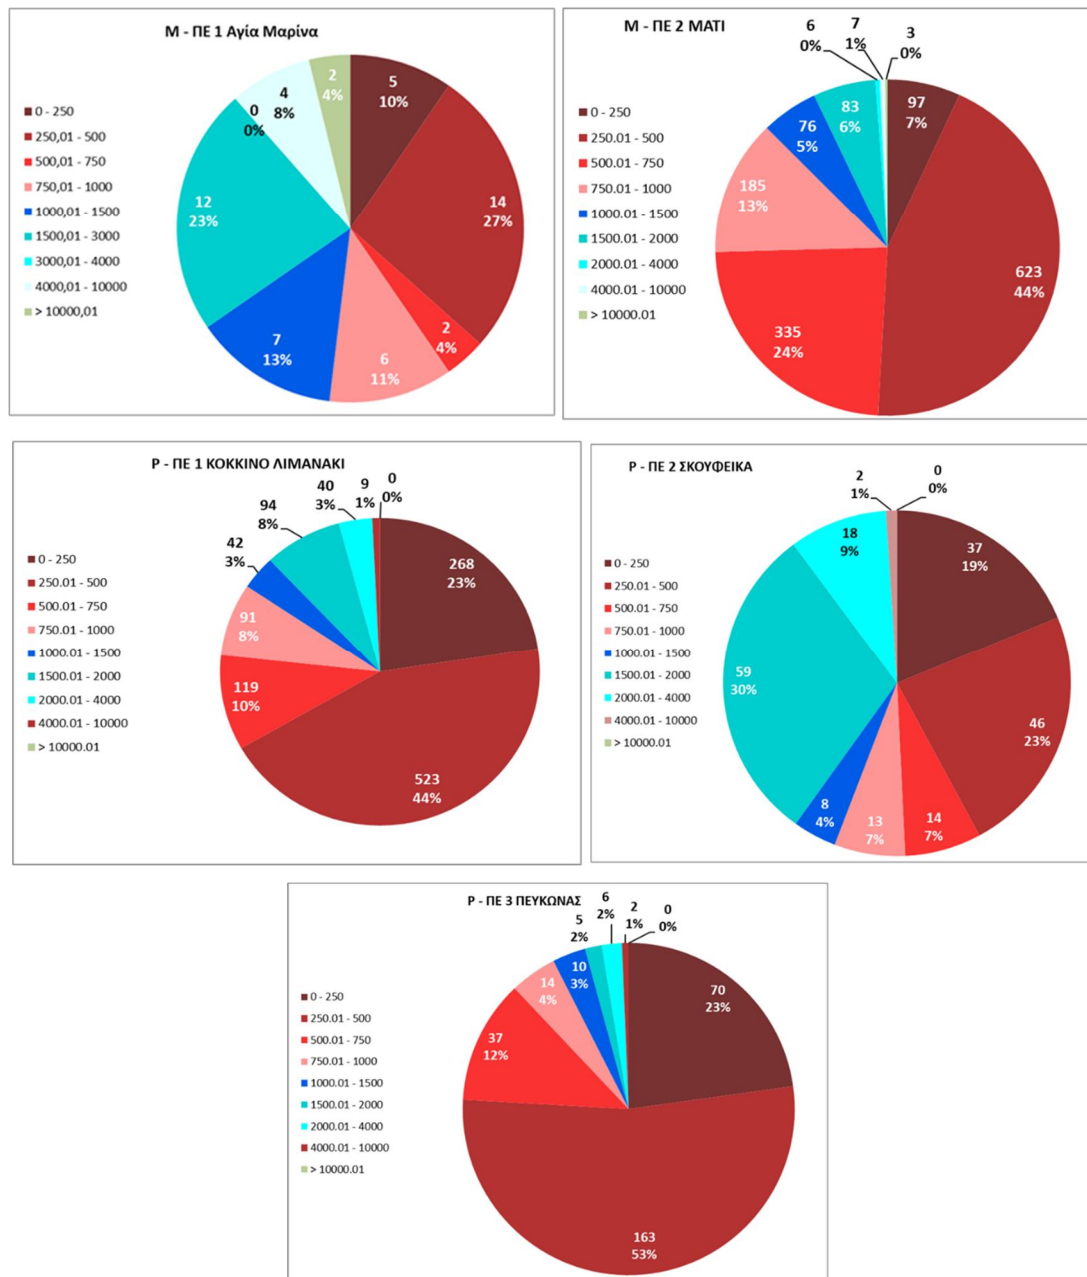 Μ - ΠΕ 1 Αγία Μαρίνα
0 - 250
250,01 - 500
500,01 - 750
750,01 - 1000
1000,01 - 1500
1500,01 - 3000
3000,01 - 4000
4000,01 - 10000
> 10000,01
5
10%
14
27%
2
4%
6
11%
7
13%
12
23%
0
0%
4
8%
2
4%
Μ - ΠΕ 2 ΜΑΤΙ
0 - 250
250.01 - 500
500.01 - 750
750.01 - 1000
1000.01 - 1500
1500.01 - 2000
2000.01 - 4000
4000.01 - 10000
> 10000.01
97
7%
623
44%
335
24%
185
13%
76
5%
83
6%
6
0%
7
1%
3
0%
Ρ - ΠΕ 1 ΚΟΚΚΙΝΟ ΛΙΜΑΝΑΚΙ
0 - 250
250.01 - 500
500.01 - 750
750.01 - 1000
1000.01 - 1500
1500.01 - 2000
2000.01 - 4000
4000.01 - 10000
> 10000.01
268
23%
523
44%
119
10%
91
8%
42
3%
94
8%
40
3%
9
1%
0
0%
Ρ - ΠΕ 2 ΣΚΟΥΦΕΙΚΑ
0 - 250
250.01 - 500
500.01 - 750
750.01 - 1000
1000.01 - 1500
1500.01 - 2000
2000.01 - 4000
4000.01 - 10000
> 10000.01
37
19%
46
23%
14
7%
13
7%
8
4%
59
30%
18
9%
2
1%
0
0%
Ρ - ΠΕ 3 ΠΕΥΚΩΝΑΣ
0 - 250
250.01 - 500
500.01 - 750
750.01 - 1000
1000.01 - 1500
1500.01 - 2000
2000.01 - 4000
4000.01 - 10000
> 10000.01
70
23%
163
53%
37
12%
14
4%
10
3%
5
2%
6
2%
2
1%
0
0%